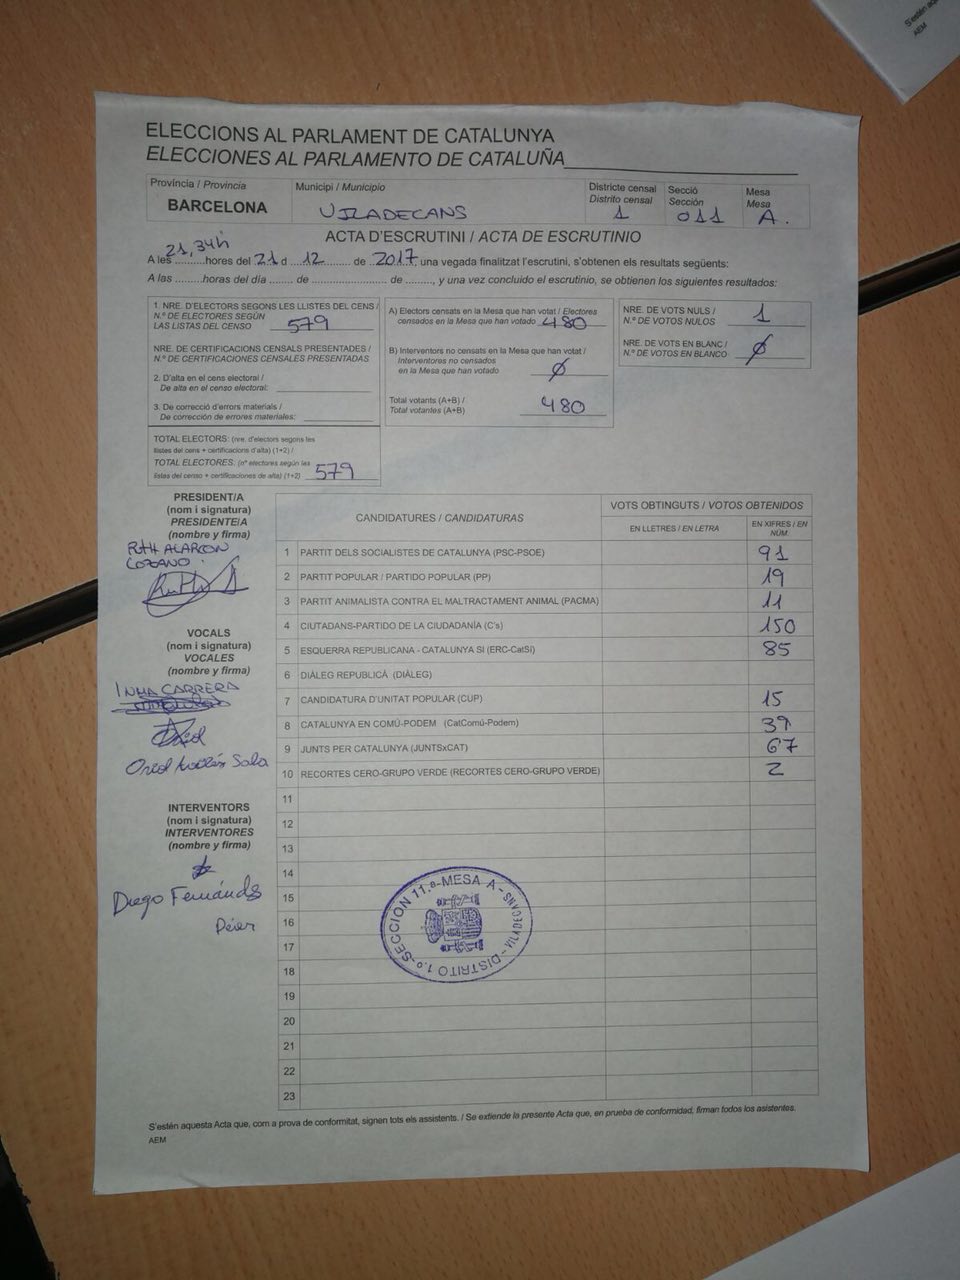 S'estén aqu
AEM
ELECCIONS AL PARLAMENT DE CATALUNYA
ELECCIONES AL PARLAMENTO DE CATALUÑA
Província / Provincia
BARCELONA
Municipi / Municipio
VILADECANS
Districte censal
Distrito censal
1
Secció
Sección
011
Mesa
Mesa
A.
ACTA D'ESCRUTINI / ACTA DE ESCRUTINIO
A les 21,34h hores del 21 d 12 de 2017, una vegada finalitzat l'escrutini, s'obtenen els resultats següents:
A las ........ horas del día ....... de ........................ de ........, y una vez concluido el escrutinio, se obtienen los siguientes resultados:
1. NRE. D'ELECTORS SEGONS LES LLISTES DEL CENS /
N.º DE ELECTORES SEGÚN
LAS LISTAS DEL CENSO 579
NRE. DE CERTIFICACIONS CENSALS PRESENTADES /
N.º DE CERTIFICACIONES CENSALES PRESENTADAS
2. D'alta en el cens electoral /
De alta en el censo electoral:
3. De correcció d'errors materials /
De corrección de errores materiales:
TOTAL ELECTORS: (nre. d'electors segons les
llistes del cens + certificacions d'alta) (1+2) /
TOTAL ELECTORES: (nº electores según las
listas del censo + certificaciones de alta) (1+2) 579
A) Electors censats en la Mesa que han votat / Electores
censados en la Mesa que han votado 480
B) Interventors no censats en la Mesa que han votat /
Interventores no censados
en la Mesa que han votado Ø
Total votants (A+B) /
Total votantes (A+B) 480
NRE. DE VOTS NULS /
N.º DE VOTOS NULOS 1
NRE. DE VOTS EN BLANC /
N.º DE VOTOS EN BLANCO Ø
PRESIDENT/A
(nom i signatura)
PRESIDENTE/A
(nombre y firma)
RUTH ALARCON
LOZANO
VOCALS
(nom i signatura)
VOCALES
(nombre y firma)
INMA CARRERA
Oriol Sala
INTERVENTORS
(nom i signatura)
INTERVENTORES
(nombre y firma)
Diego Fernández
CANDIDATURES / CANDIDATURAS
VOTS OBTINGUTS / VOTOS OBTENIDOS
EN LLETRES / EN LETRA
EN XIFRES / EN NÚM.
1 PARTIT DELS SOCIALISTES DE CATALUNYA (PSC-PSOE) 91
2 PARTIT POPULAR / PARTIDO POPULAR (PP) 19
3 PARTIT ANIMALISTA CONTRA EL MALTRACTAMENT ANIMAL (PACMA) 11
4 CIUTADANS-PARTIDO DE LA CIUDADANÍA (C's) 150
5 ESQUERRA REPUBLICANA - CATALUNYA SI (ERC-CatSí) 85
6 DIÀLEG REPUBLICÀ (DIÀLEG)
7 CANDIDATURA D'UNITAT POPULAR (CUP) 15
8 CATALUNYA EN COMÚ-PODEM (CatComú-Podem) 39
9 JUNTS PER CATALUNYA (JUNTSxCAT) 67
10 RECORTES CERO-GRUPO VERDE (RECORTES CERO-GRUPO VERDE) 2
11
12
13
14
15
16
17
18
19
20
21
22
23
DISTRITO 1.º-SECCION 11.ª-MESA A - VILADECANS -
S'estén aquesta Acta que, com a prova de conformitat, signen tots els assistents. / Se extiende la presente Acta que, en prueba de conformidad, firman todos los asistentes.
AEM